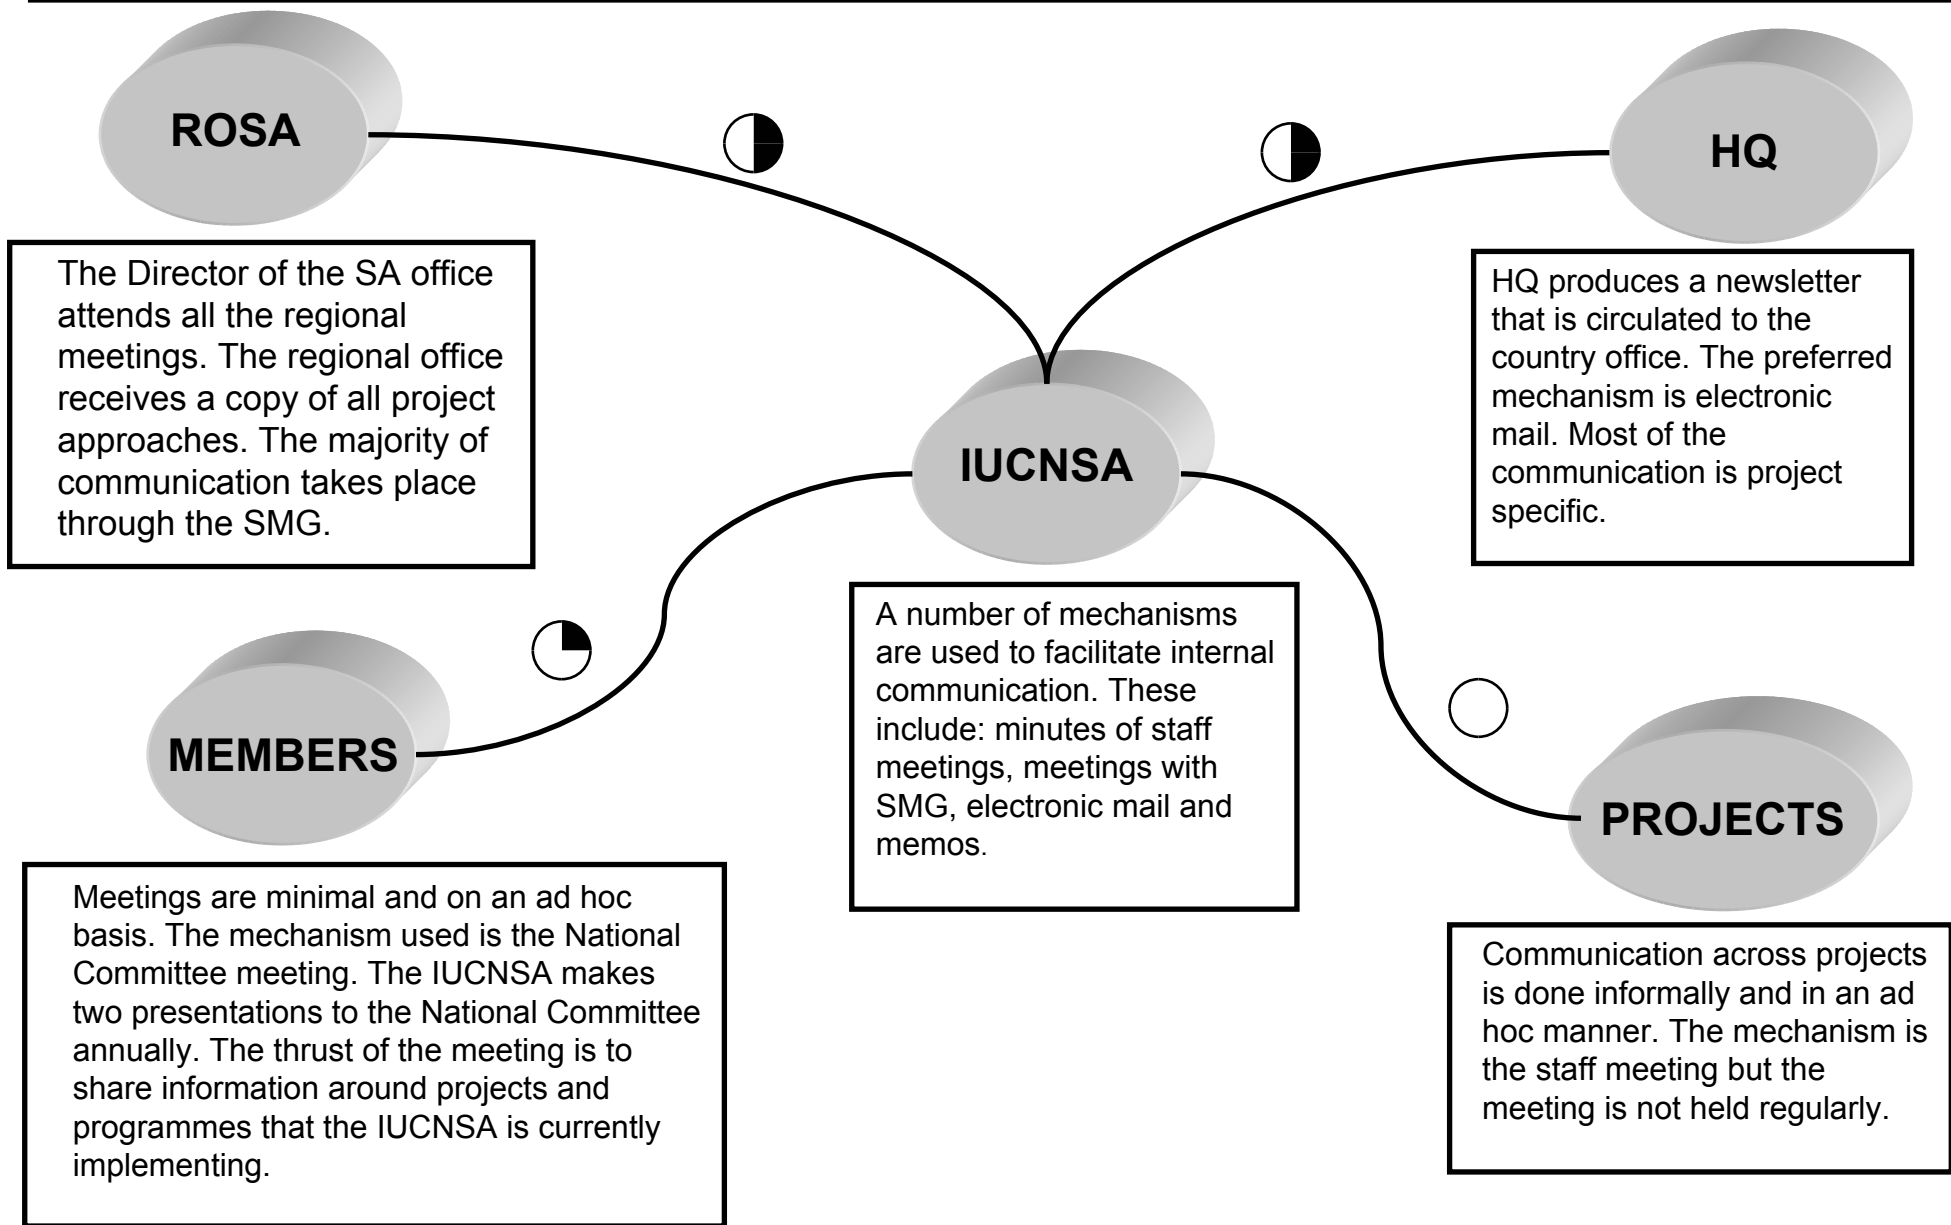 ROSA
HQ
The Director of the SA office
attends all the regional
meetings. The regional office
receives a copy of all project
approaches. The majority of
communication takes place
through the SMG.
HQ produces a newsletter
that is circulated to the
country office. The preferred
mechanism is electronic
mail. Most of the
communication is project
specific.
IUCNSA
A number of mechanisms
are used to facilitate internal
communication. These
include: minutes of staff
meetings, meetings with
SMG, electronic mail and
memos.
MEMBERS
Meetings are minimal and on an ad hoc
basis. The mechanism used is the National
Committee meeting. The IUCNSA makes
two presentations to the National Committee
annually. The thrust of the meeting is to
share information around projects and
programmes that the IUCNSA is currently
implementing.
PROJECTS
Communication across projects
is done informally and in an ad
hoc manner. The mechanism is
the staff meeting but the
meeting is not held regularly.